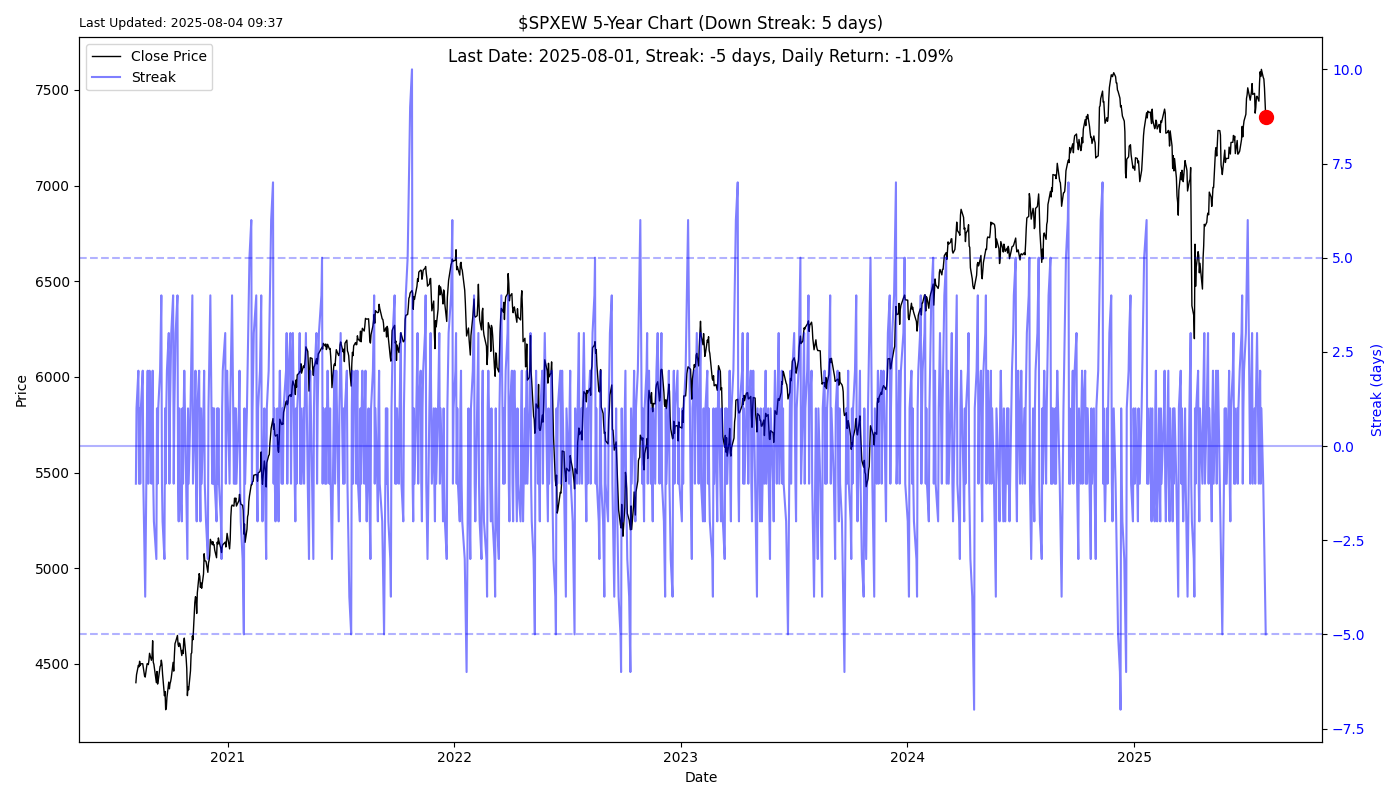 Last Updated: 2025-08-04 09:37
$SPXEW 5-Year Chart (Down Streak: 5 days)
Last Date: 2025-08-01, Streak: -5 days, Daily Return: -1.09%
Close Price
Streak
Price
7500
7000
6500
6000
5500
5000
4500
10.0
7.5
5.0
2.5
0.0
−2.5
−5.0
−7.5
Streak (days)
2021
2022
2023
2024
2025
Date